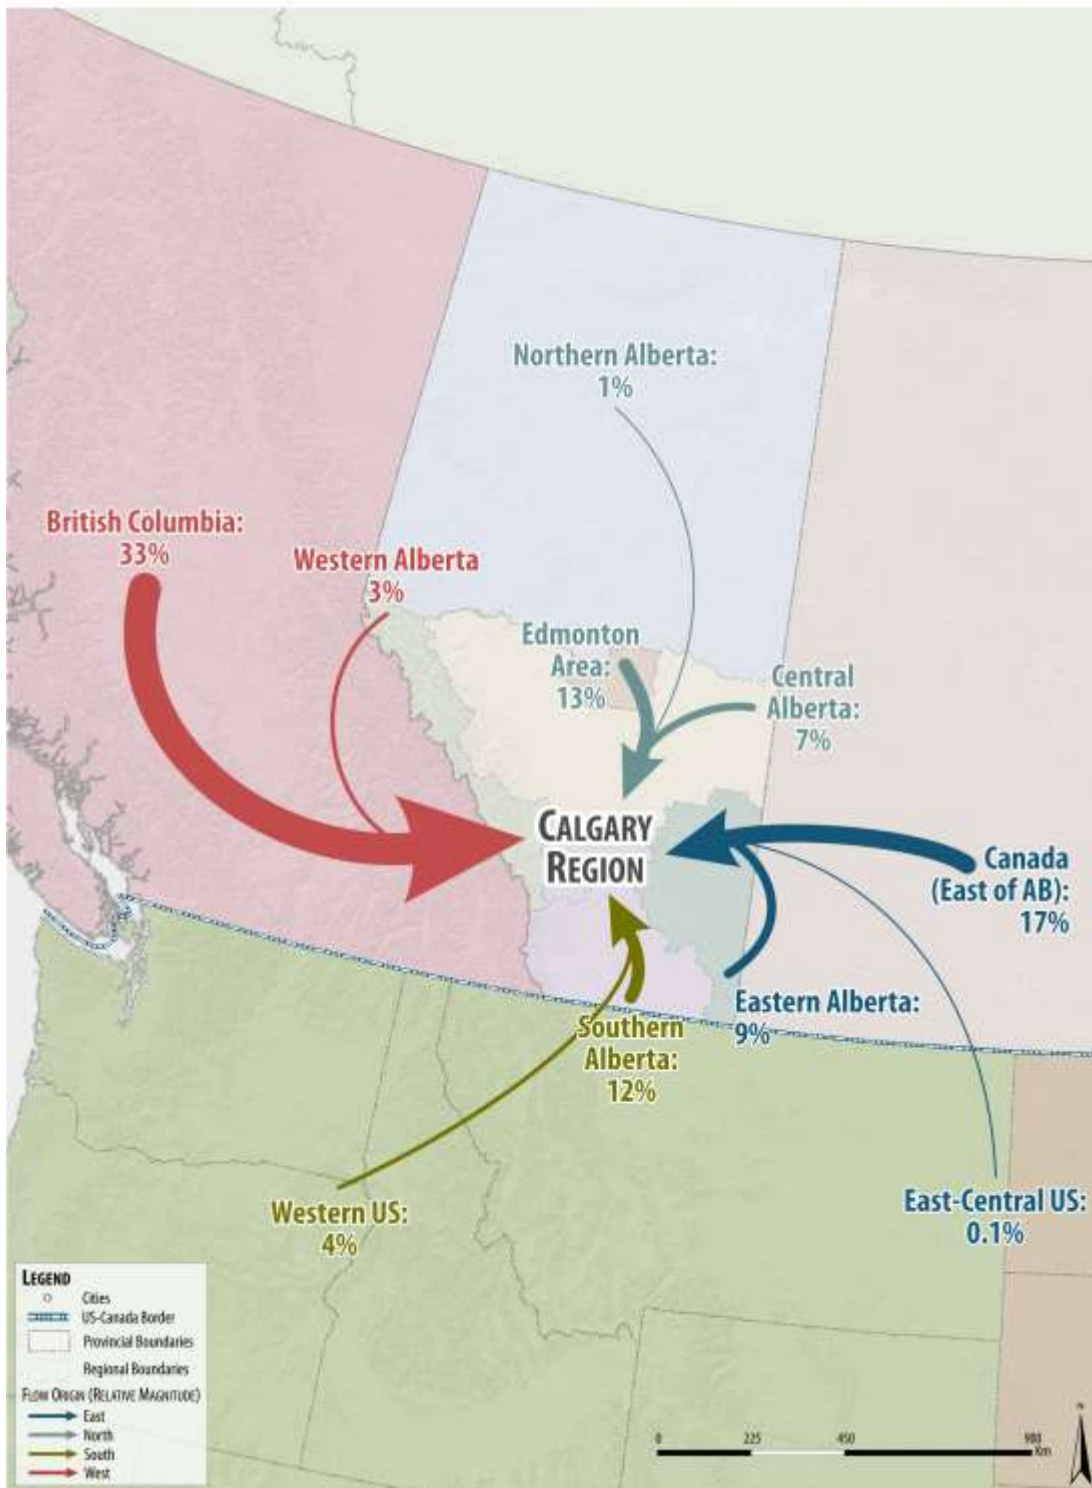 Northern Alberta:
1%
British Columbia:
33%
Western Alberta
3%
Edmonton
Area:
13%
Central
Alberta:
7%
CALGARY
REGION
Canada
(East of AB):
17%
Eastern Alberta:
9%
Southern
Alberta:
12%
Western US:
4%
East-Central US:
0.1%
LEGEND
Cities
US-Canada Border
Provincial Boundaries
Regional Boundaries
FLOW ORIGIN (RELATIVE MAGNITUDE)
East
North
South
West
0 225 450 900
Km
N